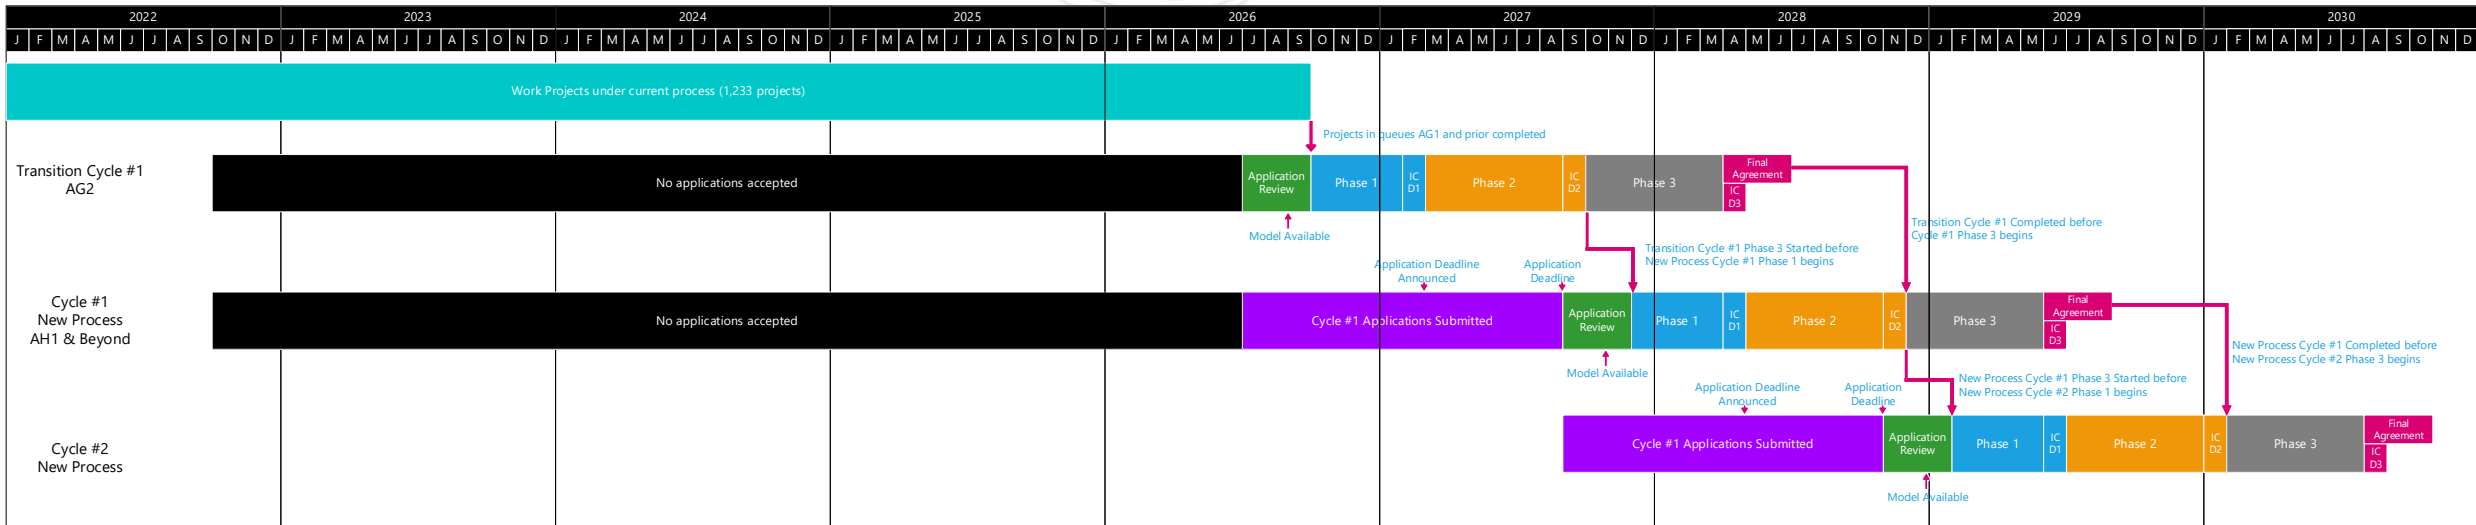 2022 2023 2024 2025 2026 2027 2028 2029 2030
J F M A M J J A S O N D J F M A M J J A S O N D J F M A M J J A S O N D J F M A M J J A S O N D J F M A M J J A S O N D J F M A M J J A S O N D J F M A M J J A S O N D J F M A M J J A S O N D J F M A M J J A S O N D
Work Projects under current process (1,233 projects)
Projects in queues AG1 and prior completed
Transition Cycle #1
AG2
No applications accepted
Application
Review
Phase 1
IC
D1
Phase 2
IC
D2
Phase 3
Final
Agreement
IC
D3
Model Available
Transition Cycle #1 Completed before
Cycle #1 Phase 3 begins
Transition Cycle #1 Phase 3 Started before
New Process Cycle #1 Phase 1 begins
Application Deadline
Announced
Application
Deadline
Cycle #1
New Process
AH1 & Beyond
No applications accepted
Cycle #1 Applications Submitted
Application
Review
Phase 1
IC
D1
Phase 2
IC
D2
Phase 3
Final
Agreement
IC
D3
Model Available
New Process Cycle #1 Completed before
New Process Cycle #2 Phase 3 begins
New Process Cycle #1 Phase 3 Started before
New Process Cycle #2 Phase 1 begins
Application Deadline
Announced
Application
Deadline
Cycle #2
New Process
Cycle #1 Applications Submitted
Application
Review
Phase 1
IC
D1
Phase 2
IC
D2
Phase 3
Final
Agreement
IC
D3
Model Available